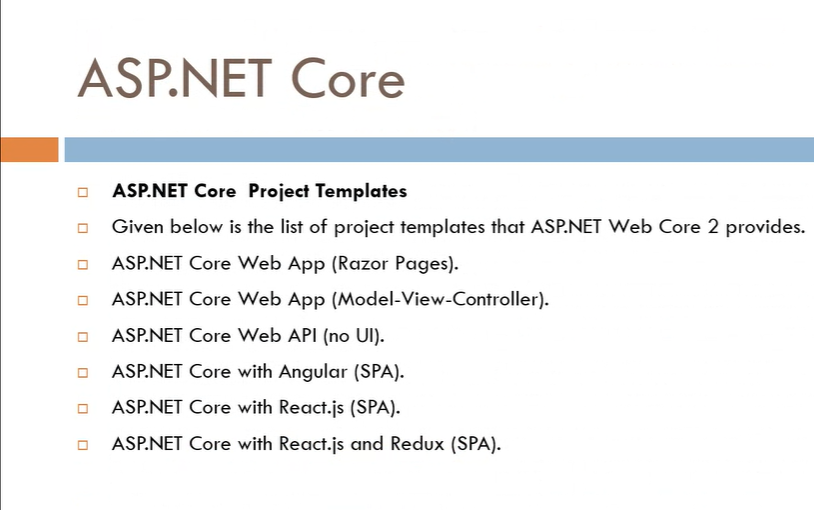 ASP.NET Core
ASP.NET Core  Project Templates
Given below is the list of project templates that ASP.NET Web Core 2 provides.
ASP.NET Core Web App (Razor Pages).
ASP.NET Core Web App (Model-View-Controller).
ASP.NET Core Web API (no UI).
ASP.NET Core with Angular (SPA).
ASP.NET Core with React.js (SPA).
ASP.NET Core with React.js and Redux (SPA).